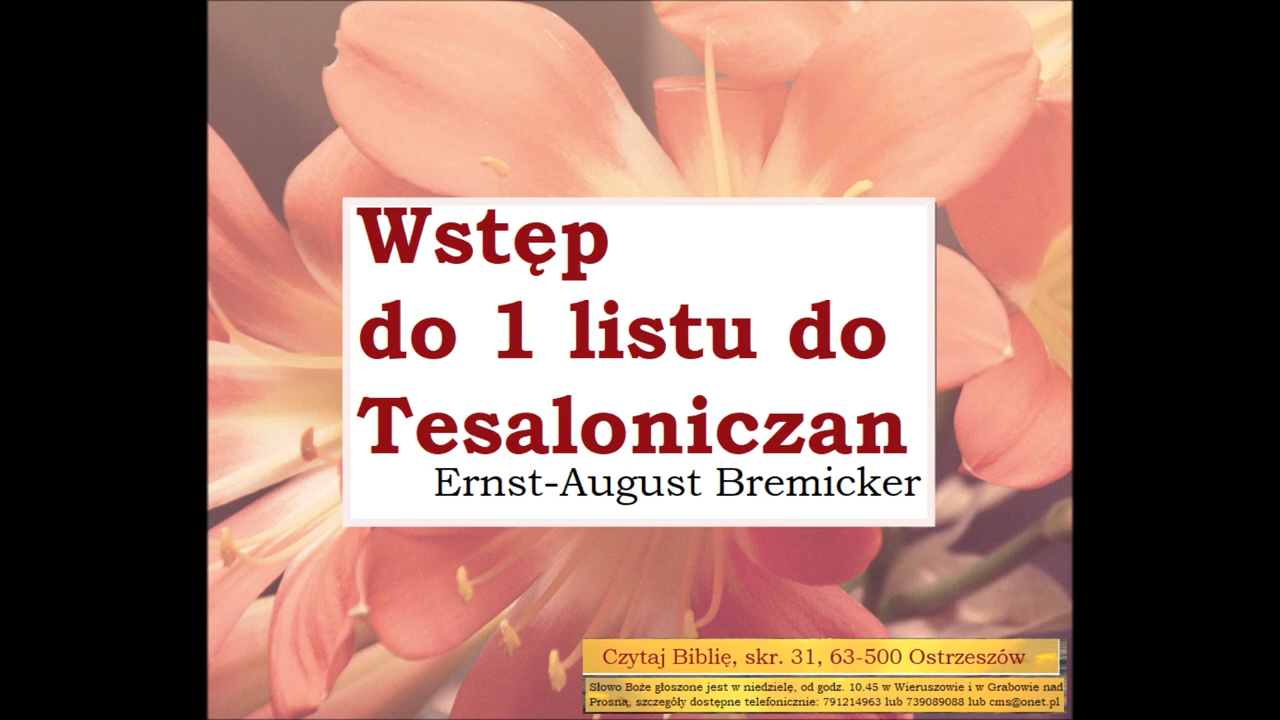 Wstęp
do 1 listu do
Tesaloniczan
Ernst-August Bremicker
Czytaj Biblię, skr. 31, 63-500 Ostrzeszów
Słowo Boże głoszone jest w niedzielę, od godz. 10.45 w Wieruszowie i w Grabowie nad
Prosną, szczegóły dostępne telefonicznie: 791214963 lub 739089088 lub cms@onet.pl